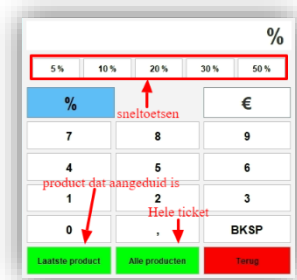 %
5 % 10 % 20 % 30 % 50 %
sneltoetsen
% €
7 8 9
4 5 6
product dat aangeduid is
1 2 3
Hele ticket
0 , BKSP
Laatste product Alle producten Terug